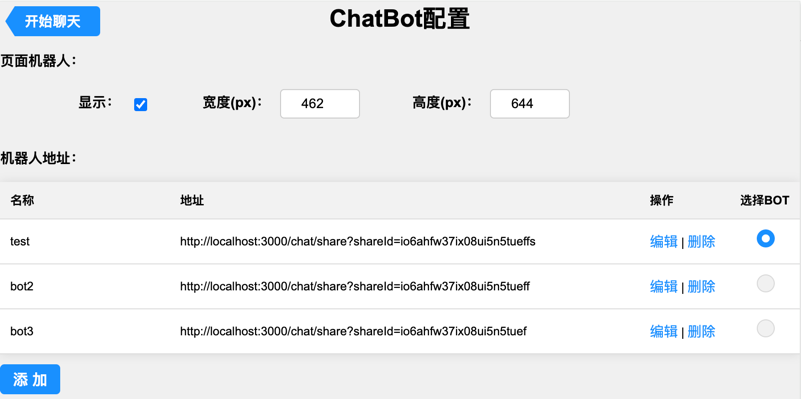 开始聊天
ChatBot配置
页面机器人：
显示： 宽度(px)： 462 高度(px)： 644
机器人地址：
名称 地址 操作 选择BOT
test http://localhost:3000/chat/share?shareId=io6ahfw37ix08ui5n5tueffs 编辑 | 删除
bot2 http://localhost:3000/chat/share?shareId=io6ahfw37ix08ui5n5tueff 编辑 | 删除
bot3 http://localhost:3000/chat/share?shareId=io6ahfw37ix08ui5n5tuef 编辑 | 删除
添 加